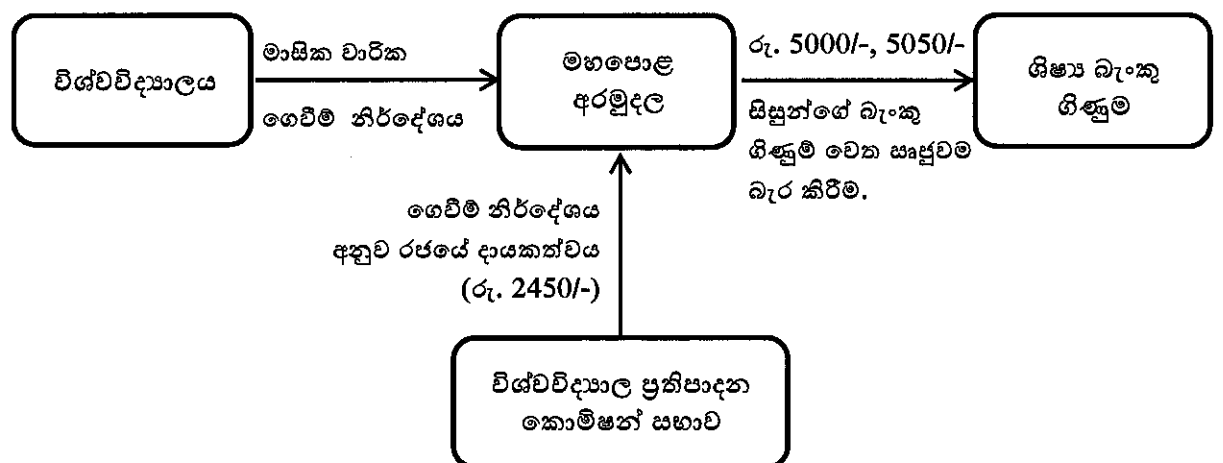 විශ්වවිද්‍යාලය
මාසික වාරික
ගෙවීම් නිර්දේශය
මහපොළ
අරමුදල
රු. 5000/-, 5050/-
සිසුන්ගේ බැංකු
ගිණුම් වෙත සෘජුවම
බැර කිරීම.
ශිෂ්‍ය බැංකු
ගිණුම
ගෙවීම් නිර්දේශය
අනුව රජයේ දායකත්වය
(රු. 2450/-)
විශ්වවිද්‍යාල ප්‍රතිපාදන
කොමිෂන් සභාව